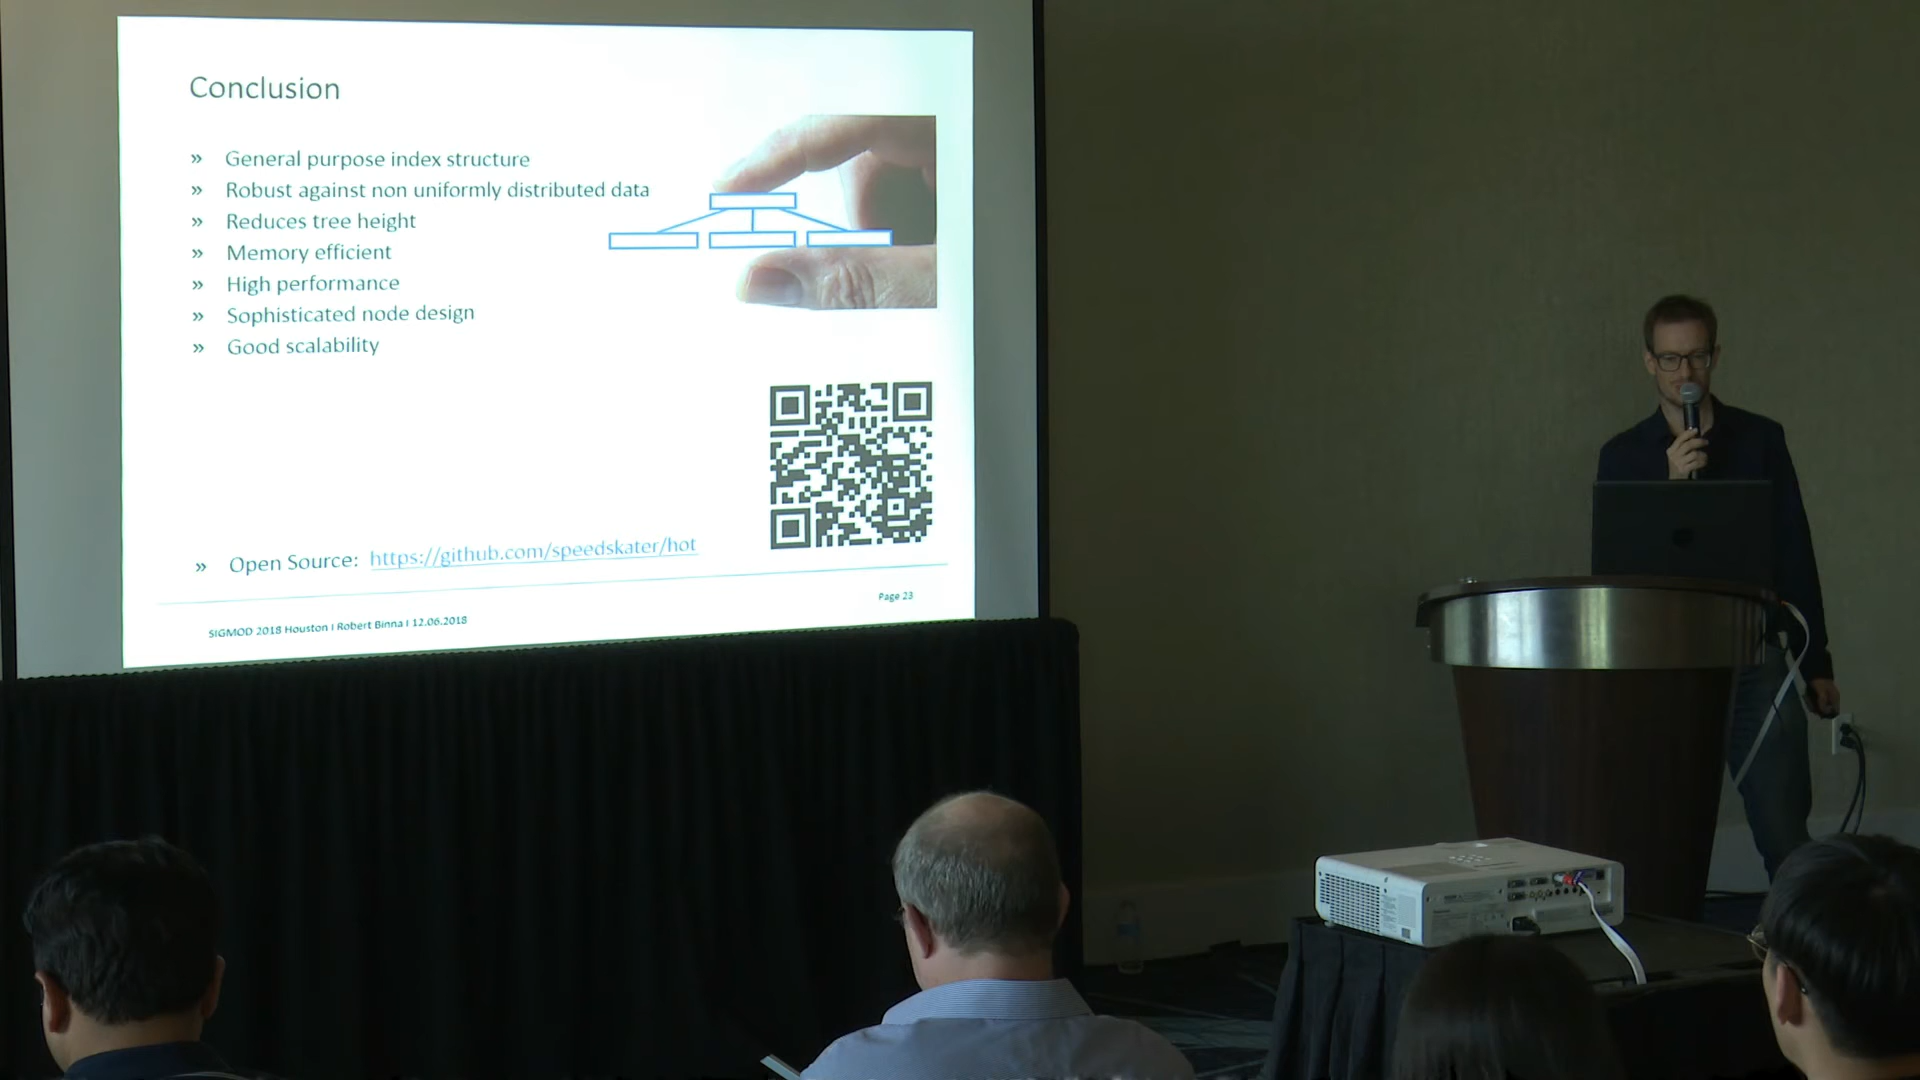 Conclusion
» General purpose index structure
» Robust against non uniformly distributed data
» Reduces tree height
» Memory efficient
» High performance
» Sophisticated node design
» Good scalability
» Open Source: https://github.com/speedskater/hot
Page 23
SIGMOD 2018 Houston I Robert Binna I 12.06.2018